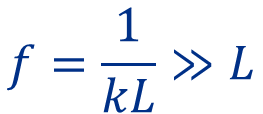 f = 1/kL ≫ L